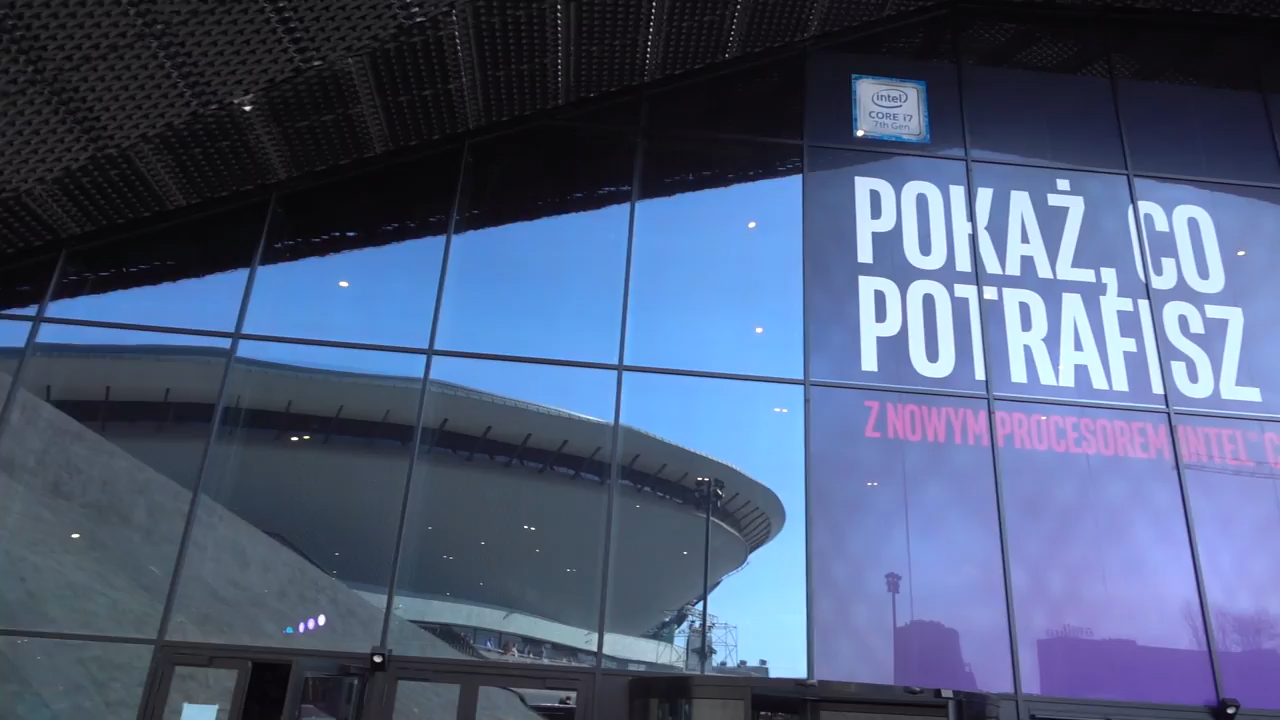 intel
CORE i7
7th Gen
POKAŻ, CO
POTRAFISZ
Z NOWYM PROCESOREM INTEL®